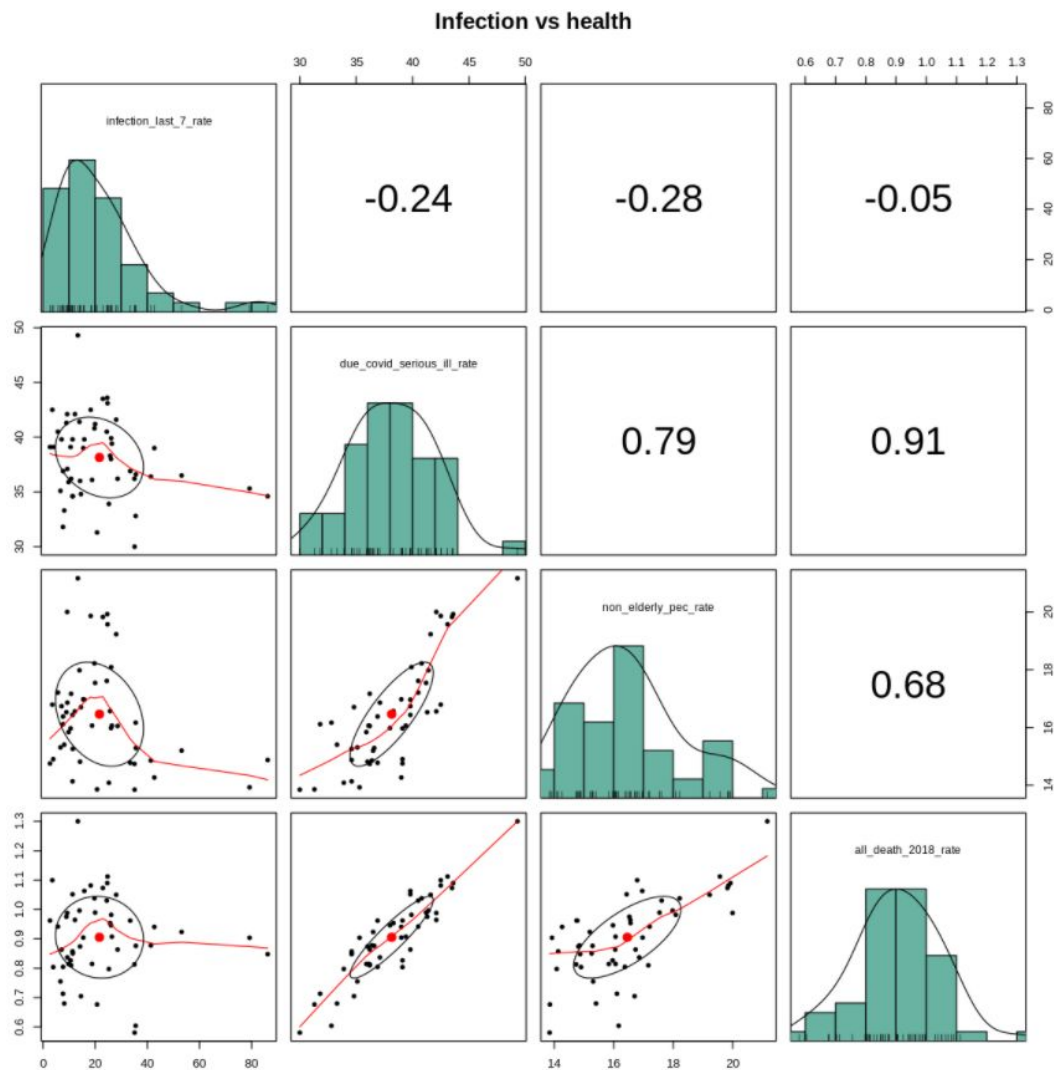 Infection vs health
30 35 40 45 50
0.6 0.7 0.8 0.9 1.0 1.1 1.2 1.3
infection_last_7_rate
-0.24
-0.28
-0.05
0 20 40 60 80
30 35 40 45 50
due_covid_serious_ill_rate
0.79
0.91
non_elderly_pec_rate
0.68
14 16 18 20
0.6 0.7 0.8 0.9 1.0 1.1 1.2 1.3
all_death_2018_rate
0 20 40 60 80
14 16 18 20